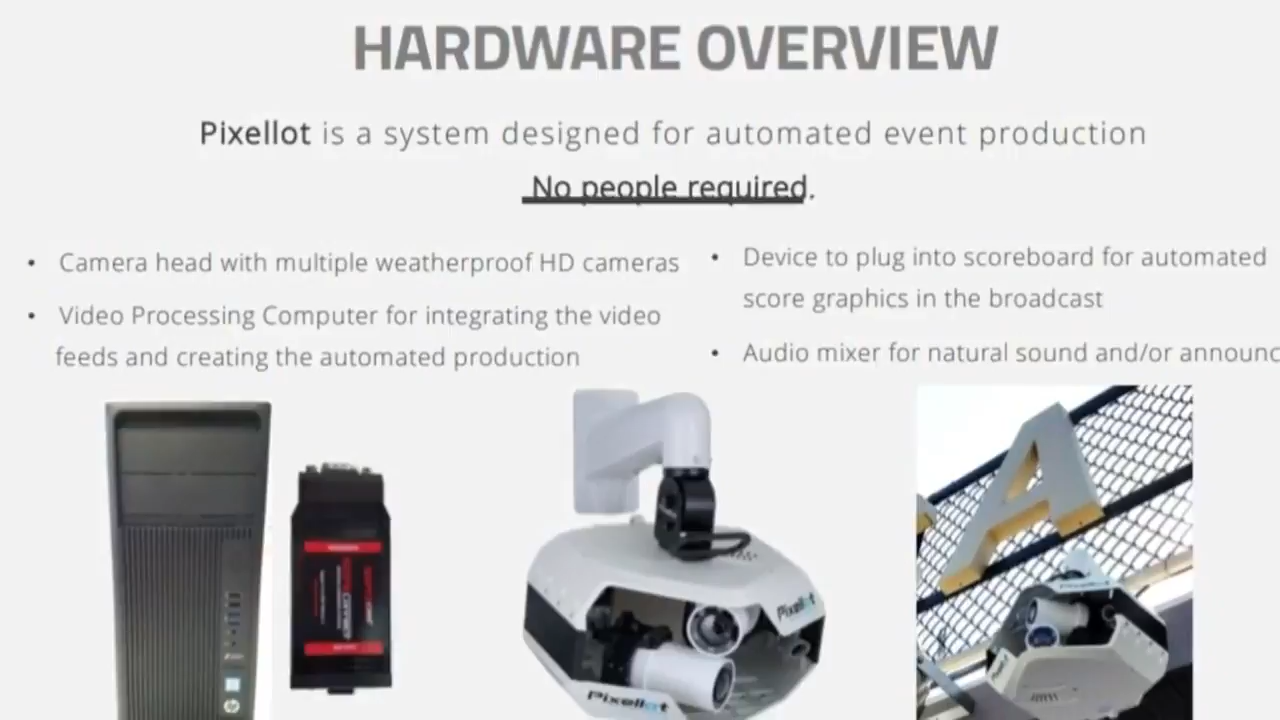 HARDWARE OVERVIEW
Pixellot is a system designed for automated event production
No people required.
• Camera head with multiple weatherproof HD cameras
• Video Processing Computer for integrating the video
feeds and creating the automated production
• Device to plug into scoreboard for automated
score graphics in the broadcast
• Audio mixer for natural sound and/or announc
Pixellot
Pixellot
A
Pixellot
hp